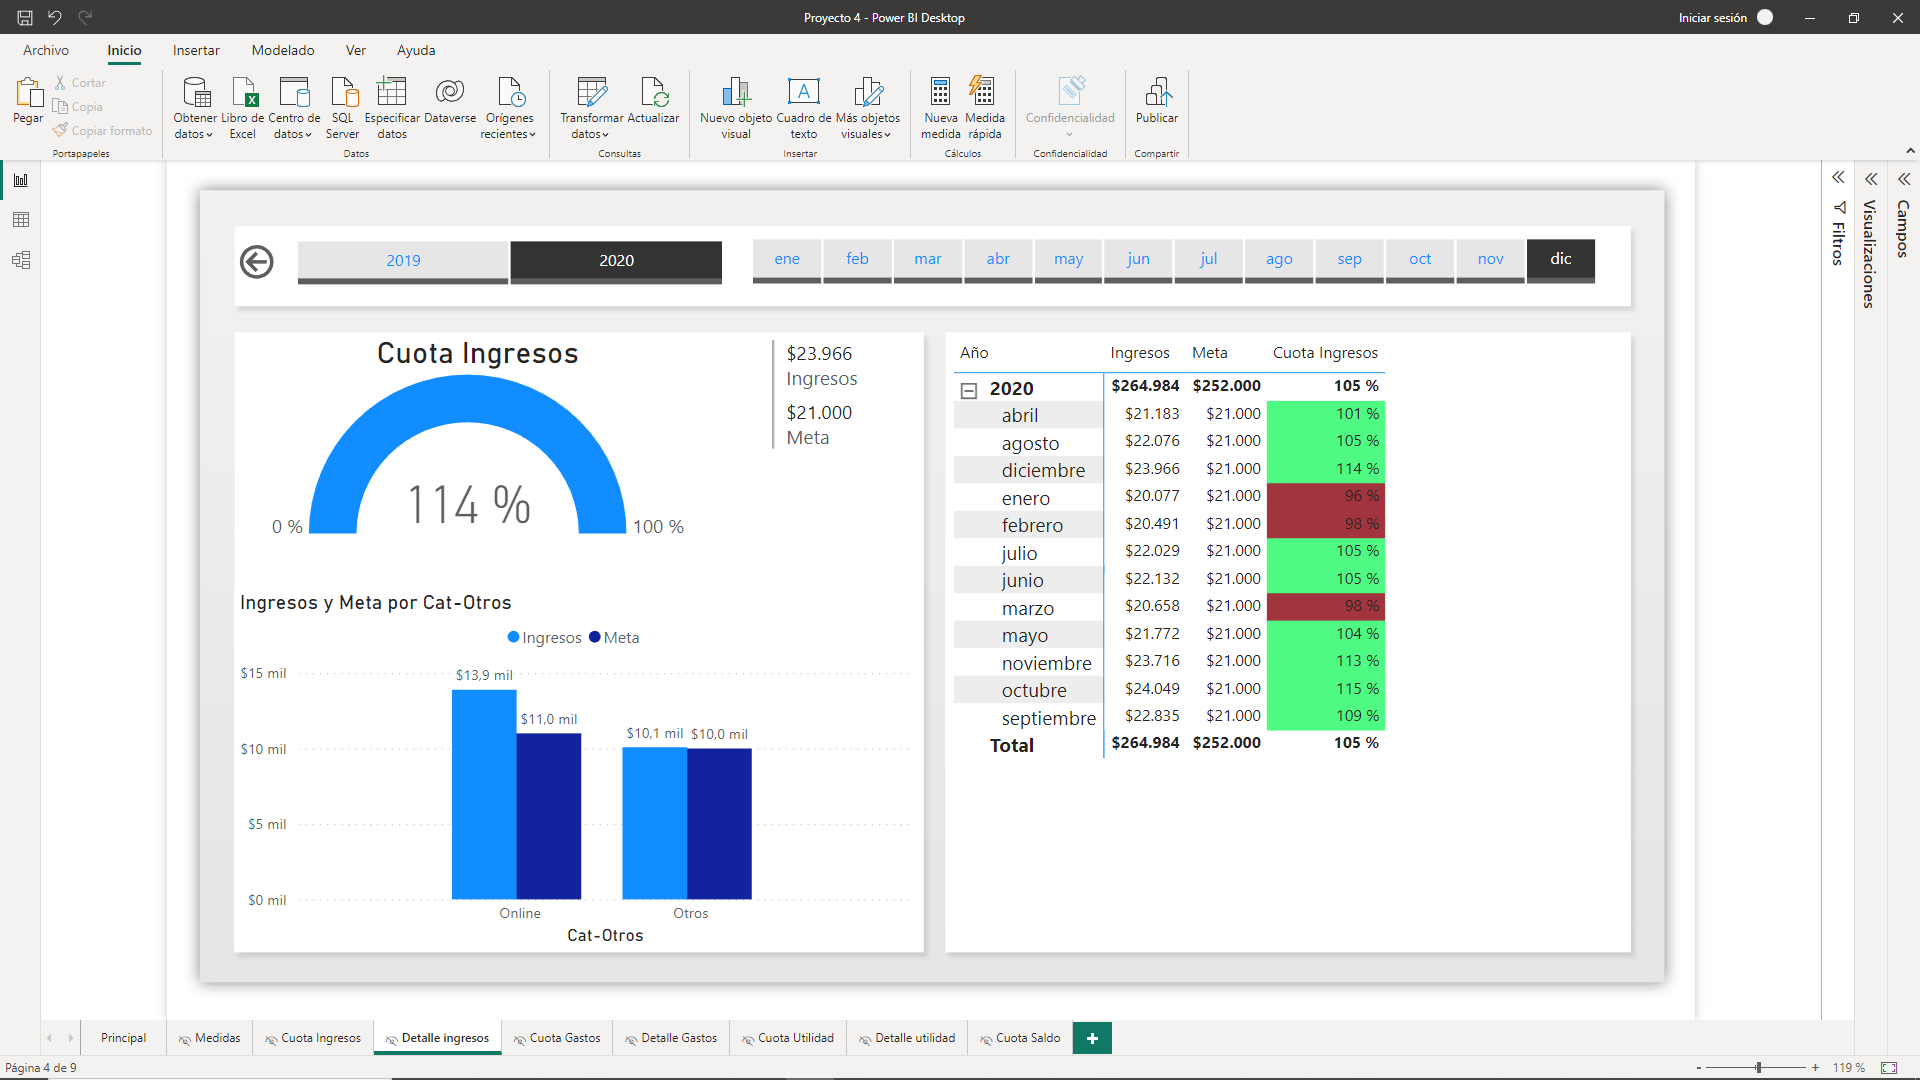 Proyecto 4 - Power BI Desktop
Iniciar sesión
Archivo
Inicio
Insertar
Modelado
Ver
Ayuda
Pegar
Cortar
Copia
Copiar formato
Portapapeles
Obtener datos
Libro de Excel
Centro de datos
SQL Server
Especificar datos
Dataverse
Orígenes recientes
Datos
Transformar datos
Actualizar
Consultas
Nuevo objeto visual
Cuadro de texto
Más objetos visuales
Insertar
Nueva medida
Medida rápida
Cálculos
Confidencialidad
Confidencialidad
Publicar
Compartir
2019
2020
ene
feb
mar
abr
may
jun
jul
ago
sep
oct
nov
dic
Cuota Ingresos
114 %
0 %
100 %
$23.966
Ingresos
$21.000
Meta
Ingresos y Meta por Cat-Otros
Ingresos Meta
$15 mil
$10 mil
$5 mil
$0 mil
$13,9 mil
$11,0 mil
$10,1 mil
$10,0 mil
Online
Otros
Cat-Otros
Año Ingresos Meta Cuota Ingresos
2020 $264.984 $252.000 105 %
abril $21.183 $21.000 101 %
agosto $22.076 $21.000 105 %
diciembre $23.966 $21.000 114 %
enero $20.077 $21.000 96 %
febrero $20.491 $21.000 98 %
julio $22.029 $21.000 105 %
junio $22.132 $21.000 105 %
marzo $20.658 $21.000 98 %
mayo $21.772 $21.000 104 %
noviembre $23.716 $21.000 113 %
octubre $24.049 $21.000 115 %
septiembre $22.835 $21.000 109 %
Total $264.984 $252.000 105 %
Filtros
Visualizaciones
Campos
Principal
Medidas
Cuota Ingresos
Detalle ingresos
Cuota Gastos
Detalle Gastos
Cuota Utilidad
Detalle utilidad
Cuota Saldo
+
Página 4 de 9
- + 119 %